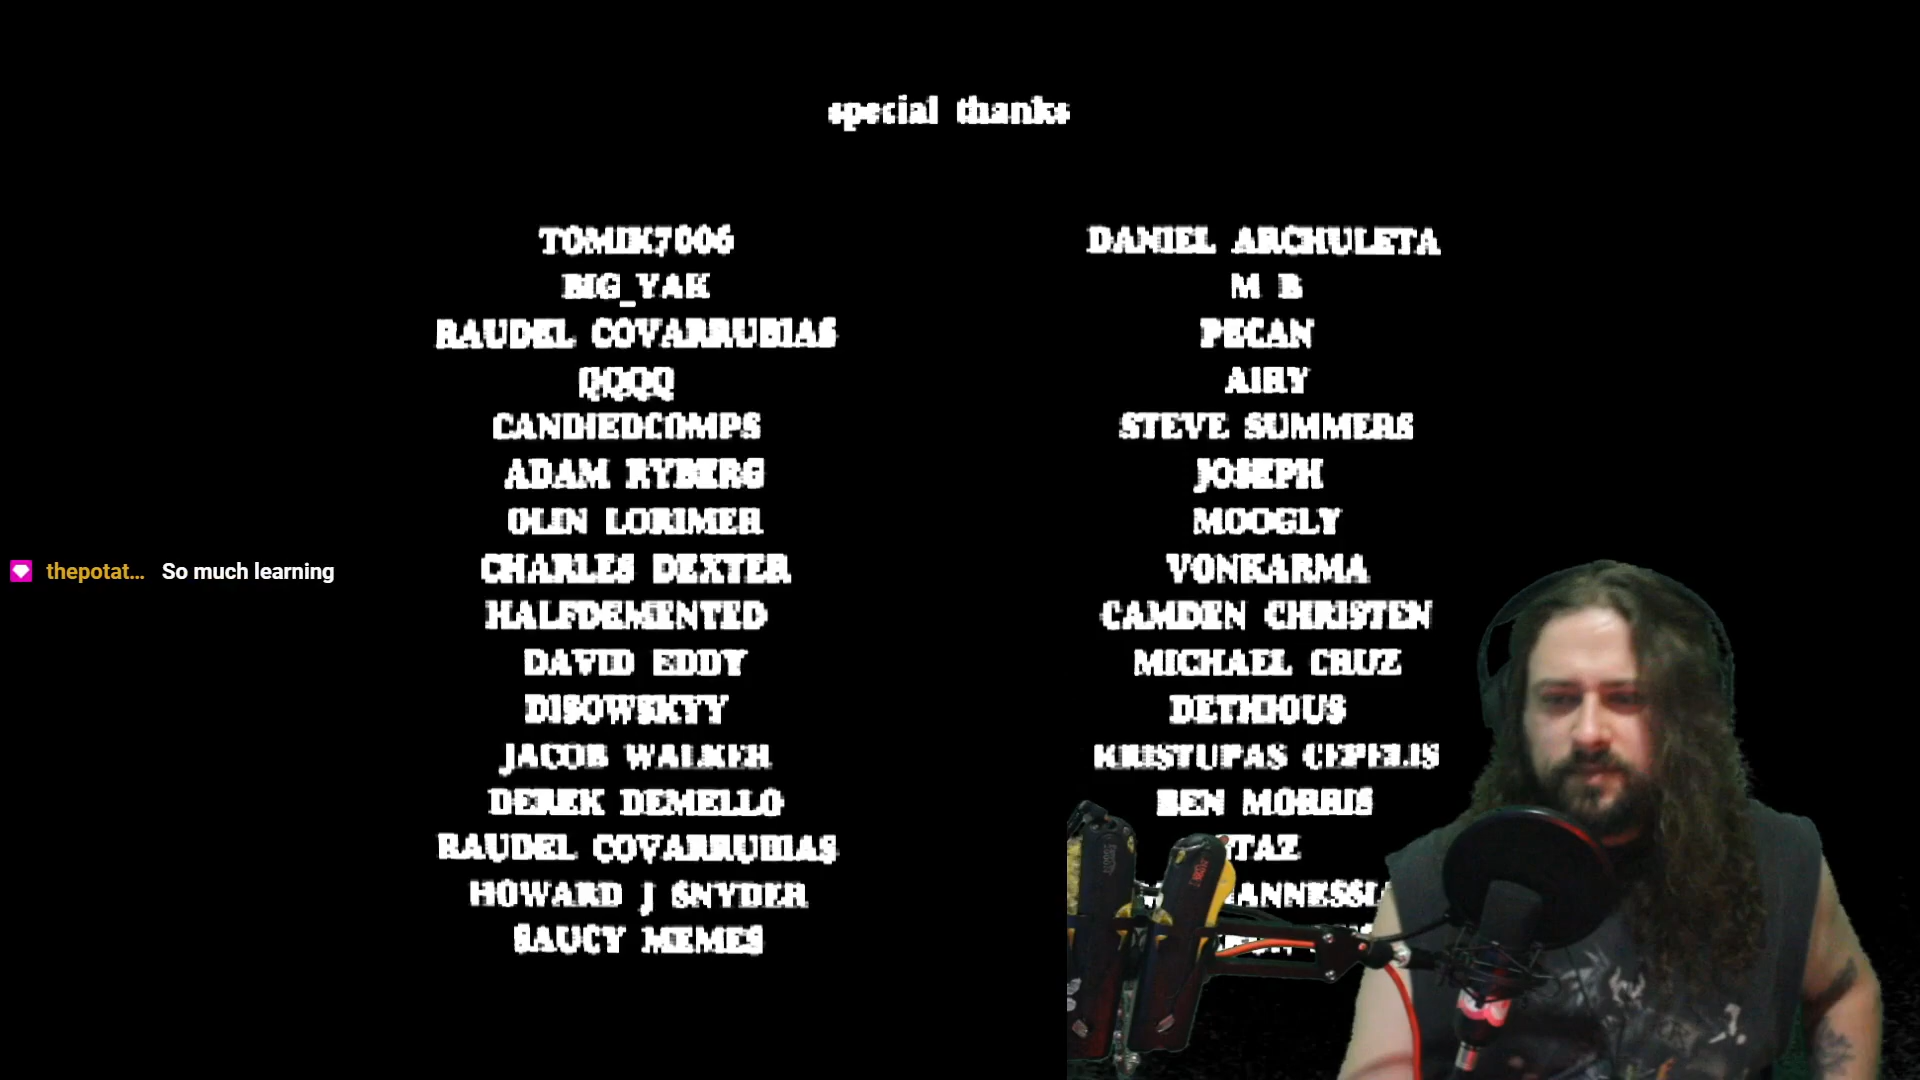 special thanks
TOMIK7006
BIG_YAK
RAUDEL COVARRUBIAS
QQQQ
CANDIEDCOMPS
ADAM RYBERG
OLIN LORIMER
CHARLES DEXTER
HALFDEMENTED
DAVID EDDY
DISOWSKYY
JACOB WALKER
DEREK DEMELLO
RAUDEL COVARRUBIAS
HOWARD J SNYDER
SAUCY MEMES
DANIEL ARCHULETA
M B
PECAN
AIRY
STEVE SUMMERS
JOSEPH
MOOGLY
VONKARMA
CAMDEN CHRISTEN
MICHAEL CRUZ
DETHIOUS
KRISTUPAS CEPELIS
BEN MORRIS
thepotat... So much learning